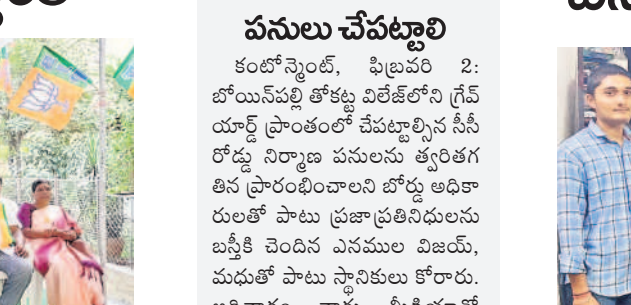 పనులు చేపట్టాలి
కంటోన్మెంట్, ఫిబ్రవరి 2:
బోయిన్‌పల్లి తోకట్ట విలేజ్‌లోని గ్రేవ్
యార్డ్ ప్రాంతంలో చేపట్టాల్సిన సీసీ
రోడ్డు నిర్మాణ పనులను త్వరితగ
తిన ప్రారంభించాలని బోర్డు అధికా
రులతో పాటు ప్రజాప్రతినిధులను
బస్తీకి చెందిన ఎనముల విజయ్,
మధుతో పాటు స్థానికులు కోరారు.